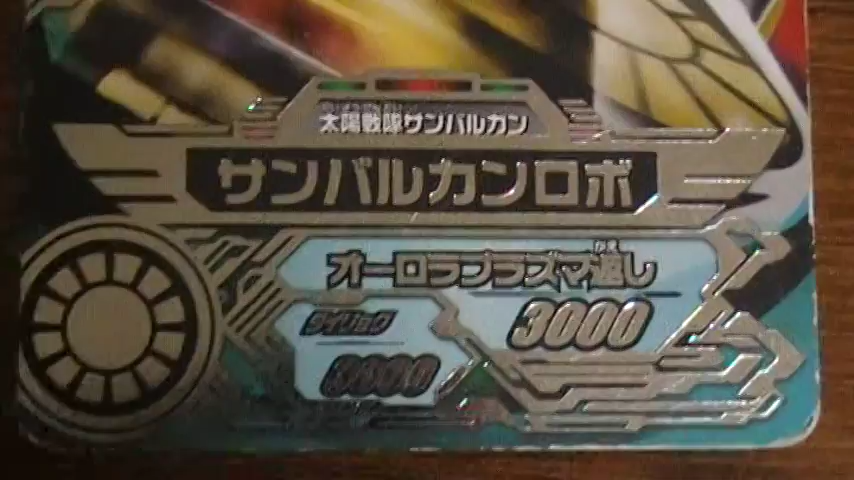 太陽戦隊サンバルカン
サンバルカンロボ
オーロラプラズマ返し
3000
タイリョク